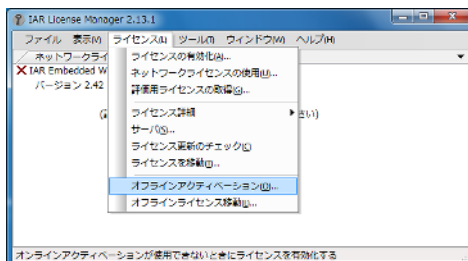 IAR License Manager 2.13.1
ファイル 表示(V) ライセンス(L) ツール(T) ウィンドウ(W) ヘルプ(H)
ネットワークライ
IAR Embedded W
バージョン 2.42
さい)
ライセンスの有効化(A)...
ネットワークライセンスの使用(U)...
評価用ライセンスの取得(G)...
ライセンス詳細
サーバ(S)...
ライセンス更新のチェック(C)
ライセンスを移動(T)...
オフラインアクティベーション(O)...
オフラインライセンス移動(L)...
オンラインアクティベーションが使用できないときにライセンスを有効化する